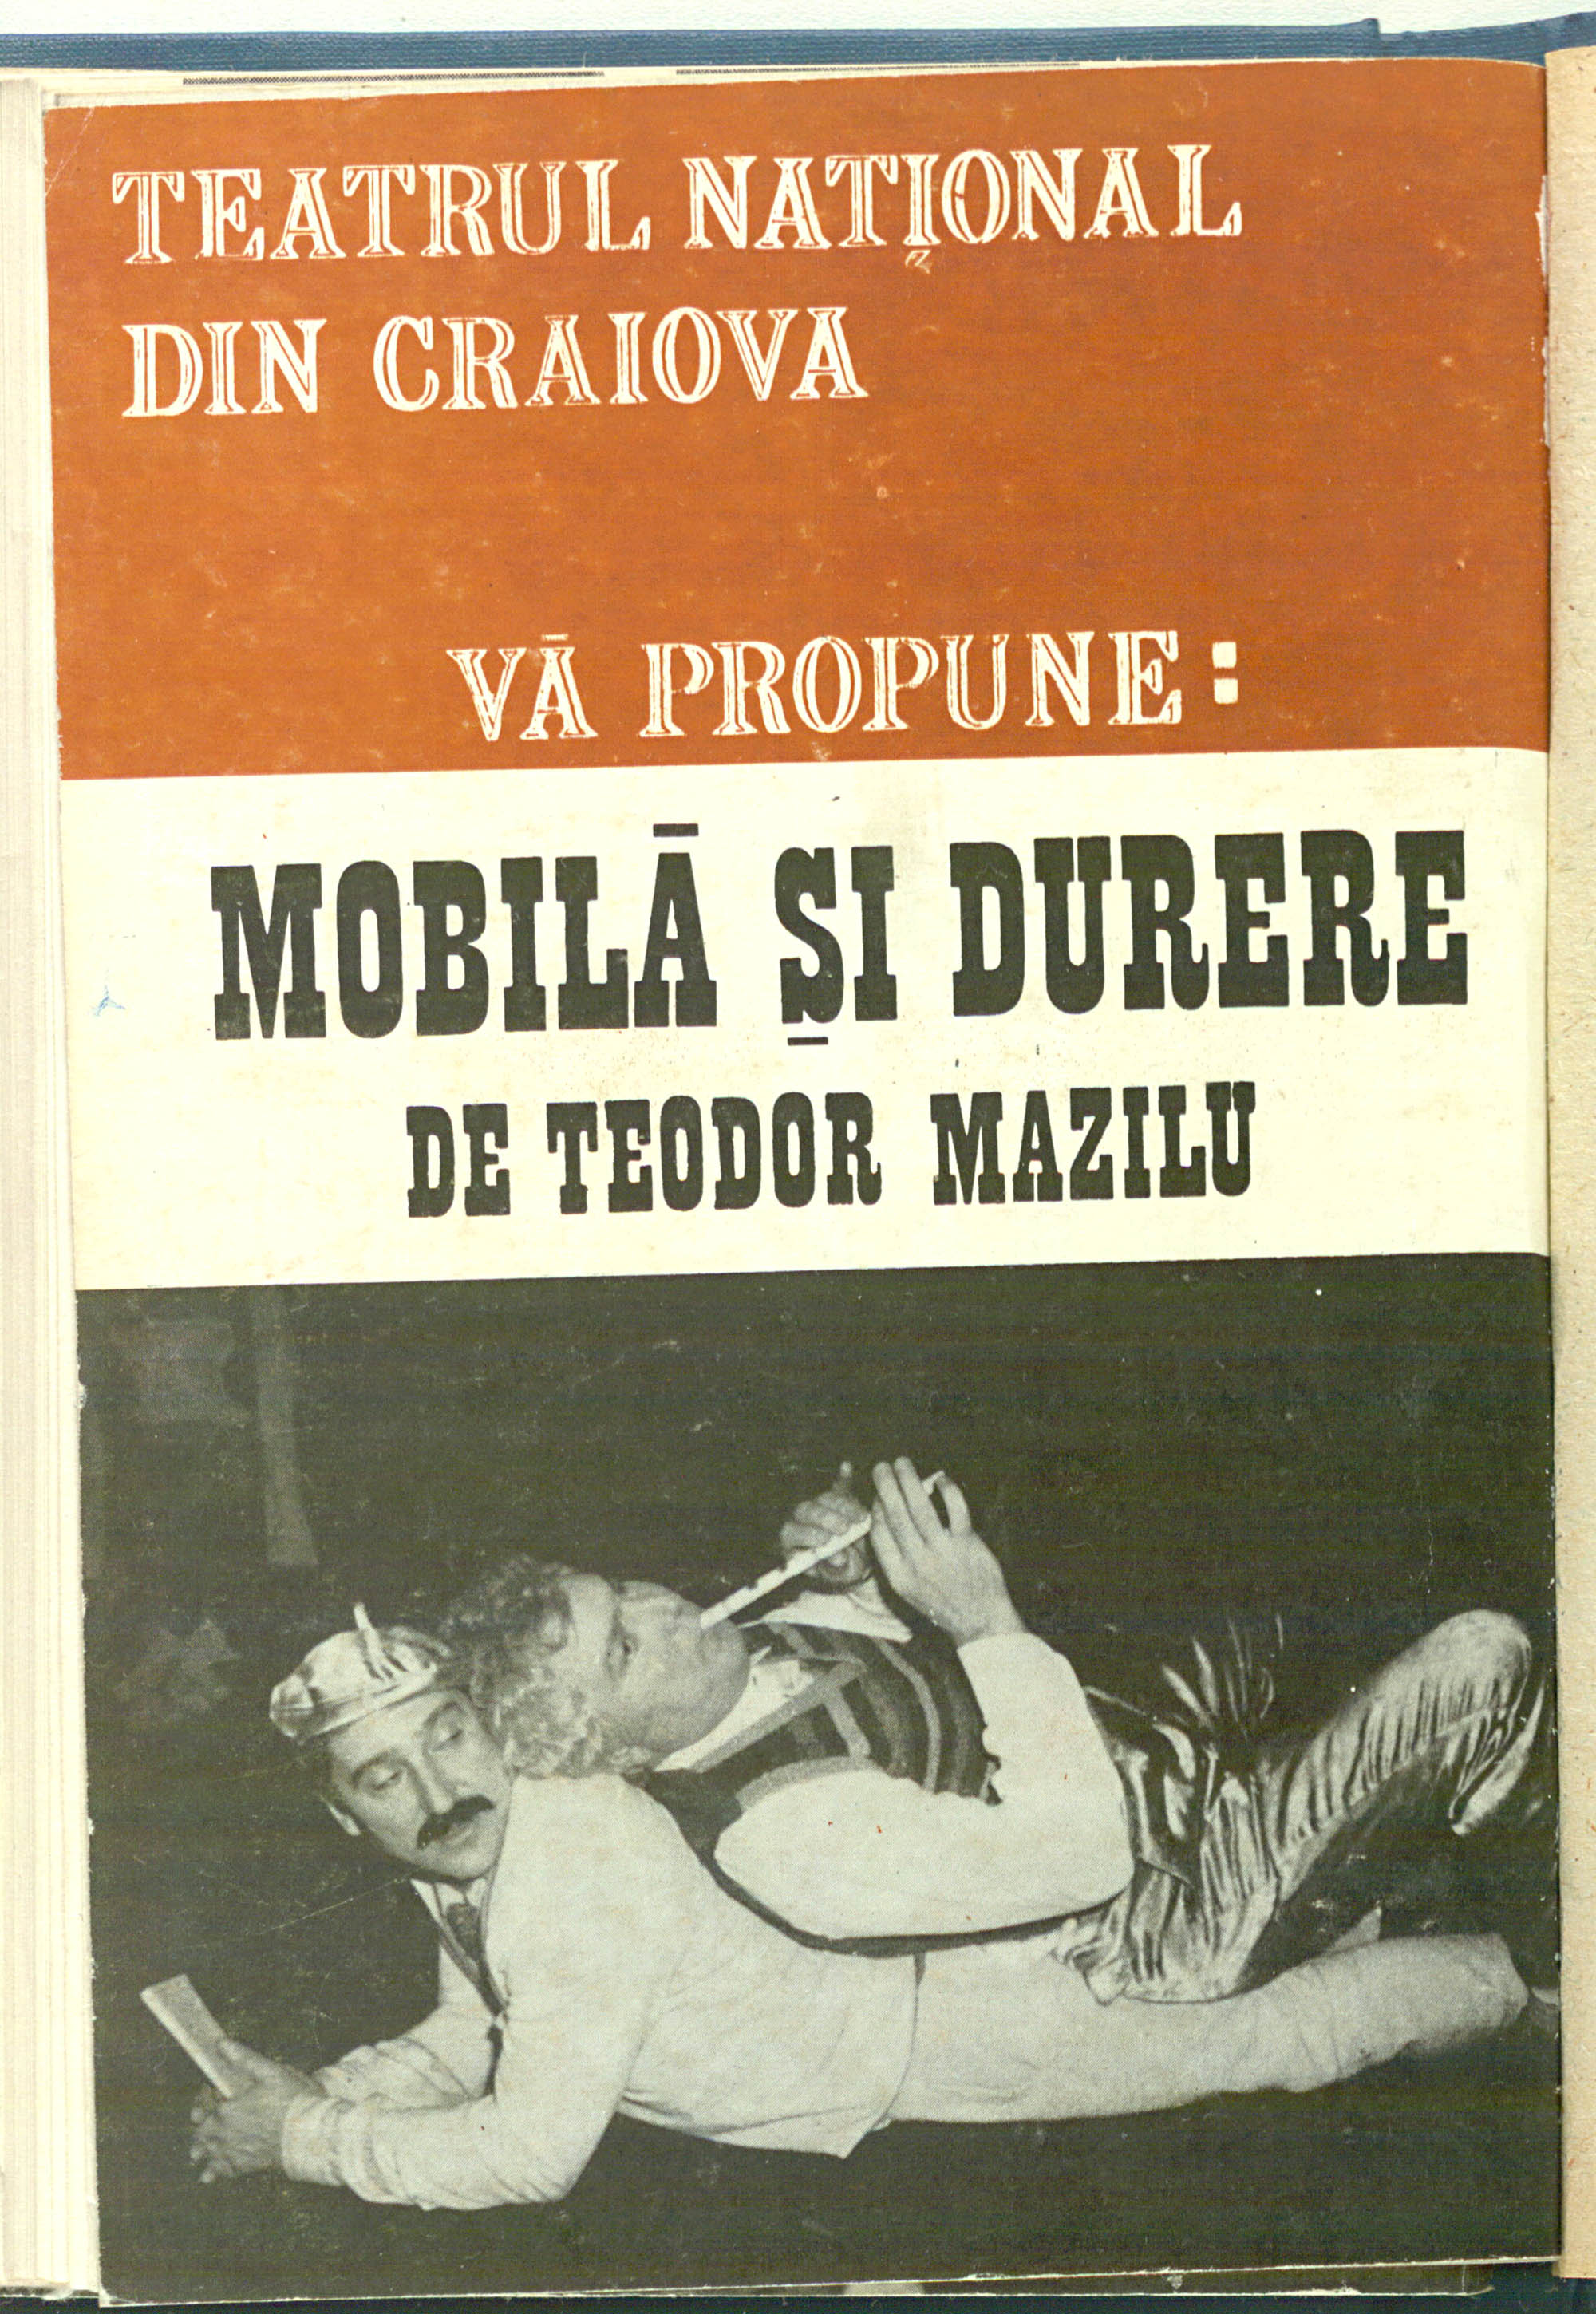 TEATRUL NAȚIONAL
DIN CRAIOVA
VĂ PROPUNE:
MOBILĂ ȘI DURERE
DE TEODOR MAZILU